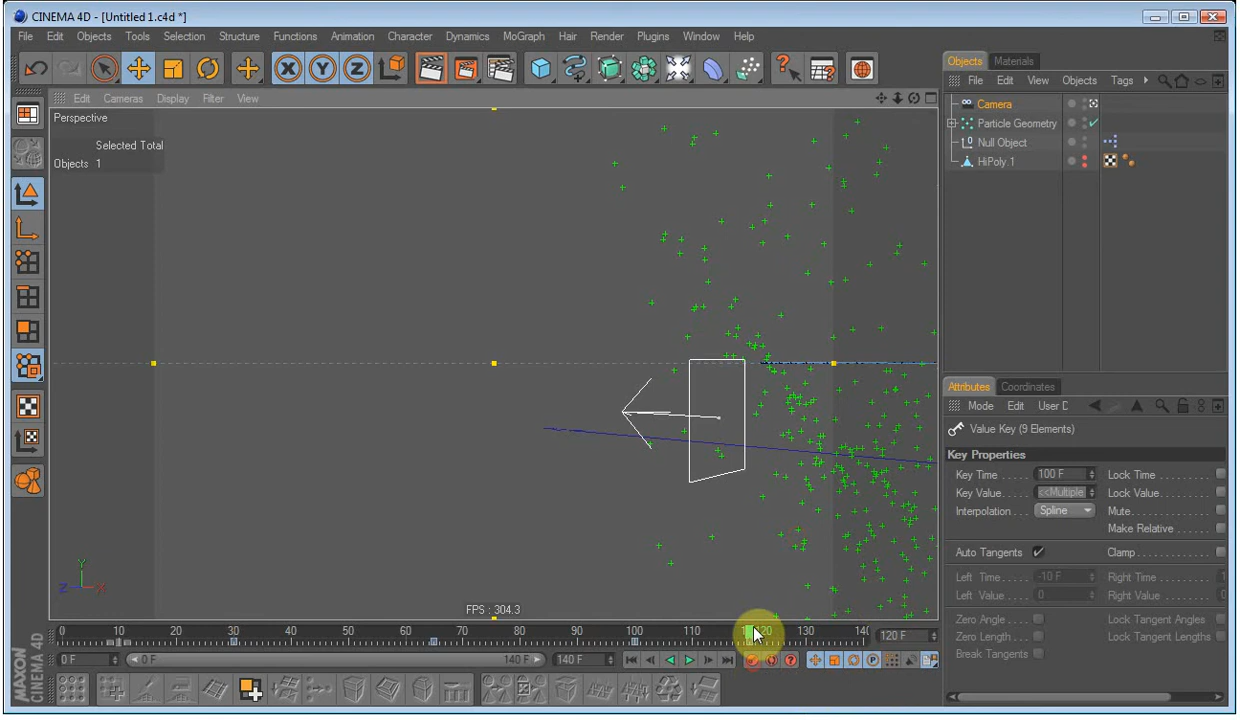 CINEMA 4D - [Untitled 1.c4d *]
File Edit Objects Tools Selection Structure Functions Animation Character Dynamics MoGraph Hair Render Plugins Window Help
X Y Z
Objects Materials
File Edit View Objects Tags
Edit Cameras Display Filter View
Perspective
Selected Total
Objects 1
Camera
Particle Geometry
Null Object
HiPoly 1
Attributes Coordinates
Mode Edit User D
Value Key (9 Elements)
Key Properties
Key Time 100 F Lock Time
Key Value <<Multiple Lock Value
Interpolation Spline Mute
Make Relative
Auto Tangents Clamp
Left Time -10 F Right Time 1
Left Value 0 Right Value 0
Zero Angle Lock Tangent Angles
Zero Length Lock Tangent Lengths
Break Tangents
Y
Z X
FPS : 304.3
0 10 20 30 40 50 60 70 80 90 100 110 120 130 14 120 F
0 F 0 F 140 F 140 F
MAXON
CINEMA 4D